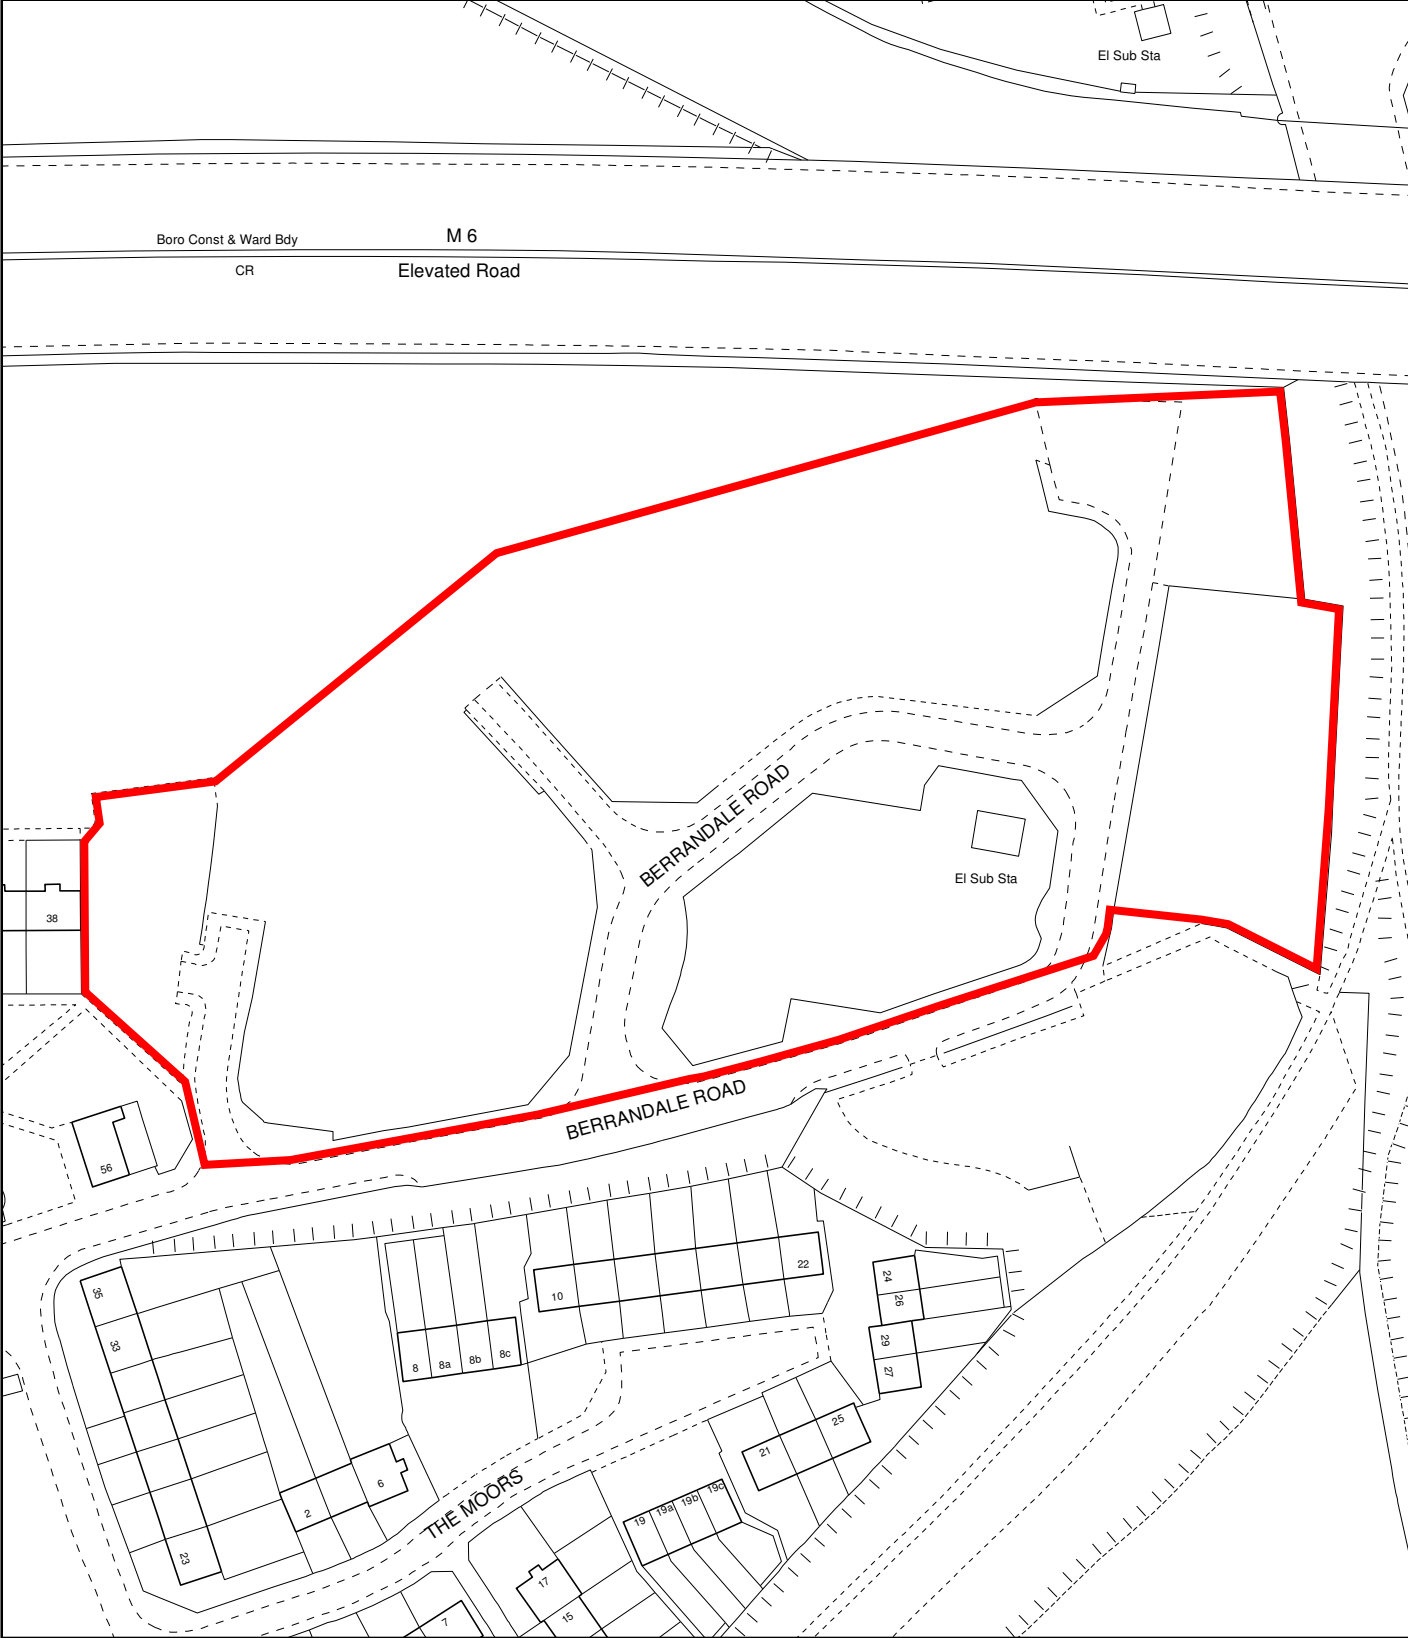 El Sub Sta
M 6
Boro Const & Ward Bdy
CR
Elevated Road
BERRANDALE ROAD
El Sub Sta
38
BERRANDALE ROAD
56
22
10
24
26
35
33
29
27
8
8a
8b
8c
25
21
6
2
THE MOORS
19
19a
19b
19c
23
17
15
7